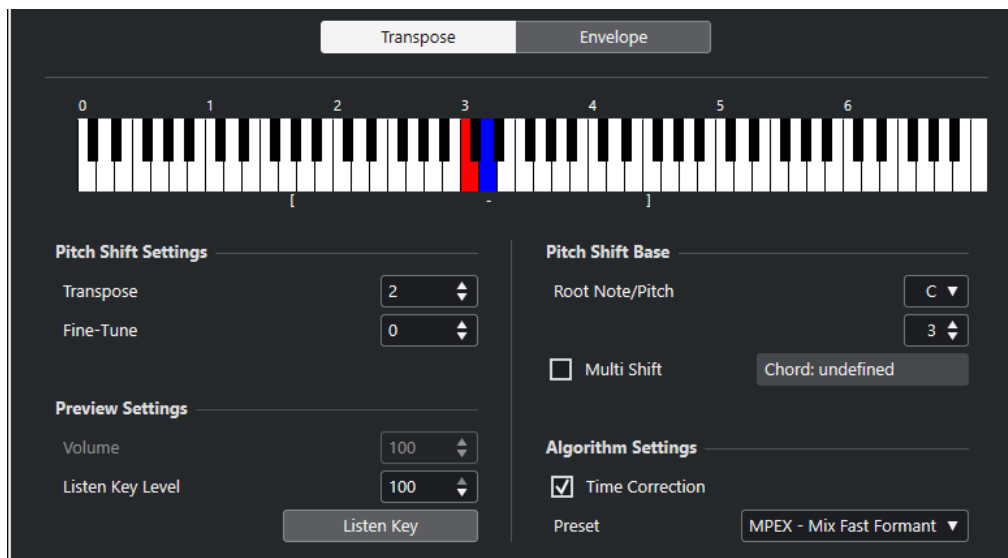 Transpose Envelope
0 1 2 3 4 5 6
[ - ]
Pitch Shift Settings
Transpose 2
Fine-Tune 0
Preview Settings
Volume 100
Listen Key Level 100
Listen Key
Pitch Shift Base
Root Note/Pitch C
3
Multi Shift Chord: undefined
Algorithm Settings
Time Correction
Preset MPEX - Mix Fast Formant